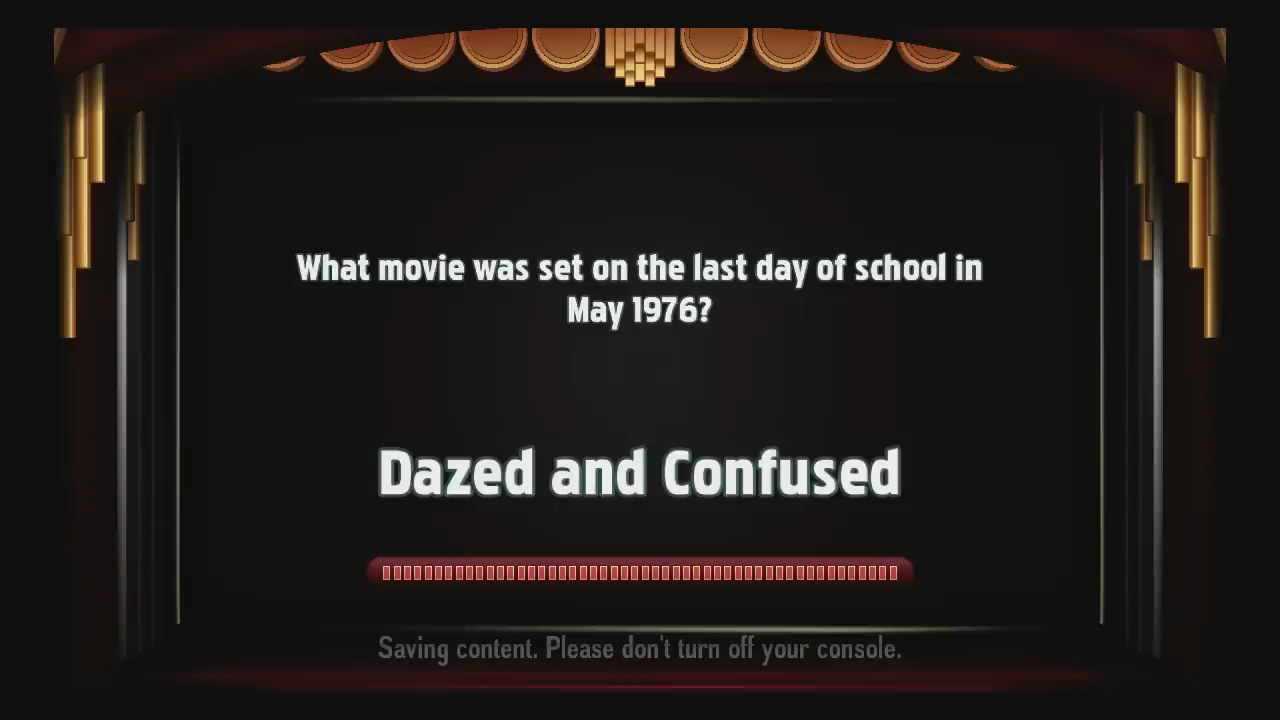 What movie was set on the last day of school in
May 1976?
Dazed and Confused
Saving content. Please don't turn off your console.